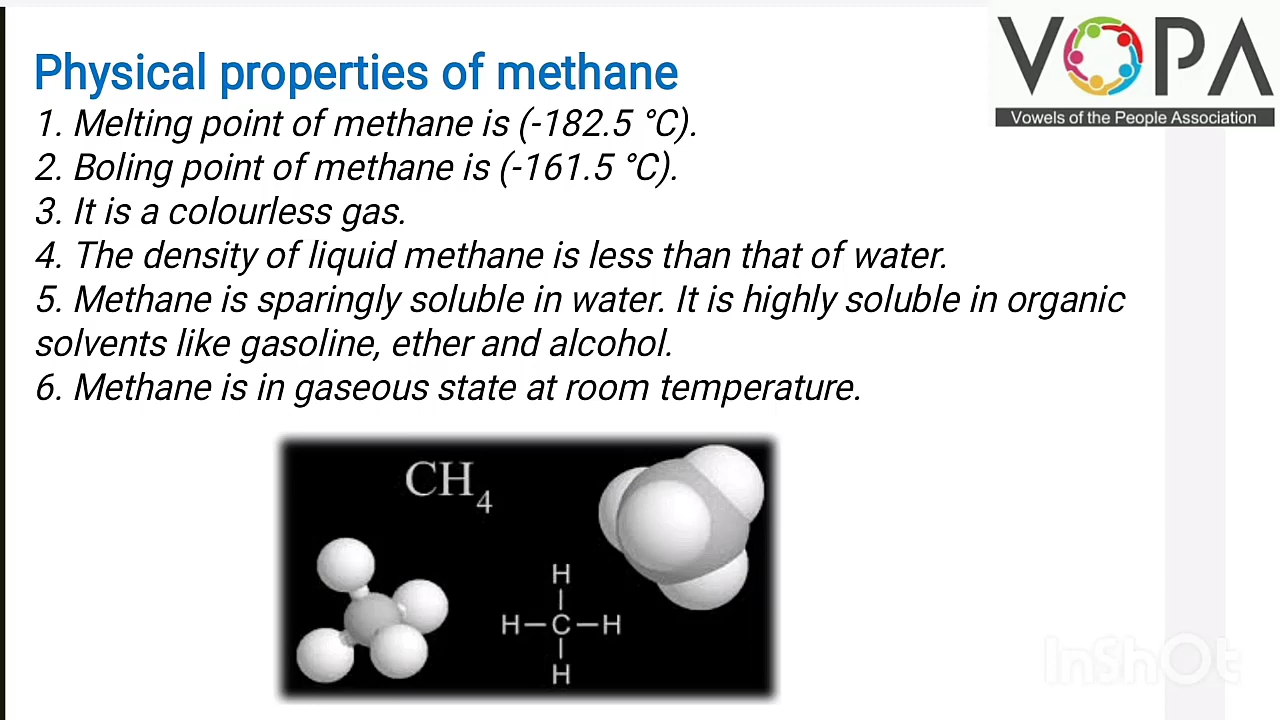 Physical properties of methane
1. Melting point of methane is (-182.5 °C).
2. Boling point of methane is (-161.5 °C).
3. It is a colourless gas.
4. The density of liquid methane is less than that of water.
5. Methane is sparingly soluble in water. It is highly soluble in organic
solvents like gasoline, ether and alcohol.
6. Methane is in gaseous state at room temperature.
VOPA
Vowels of the People Association
CH4
H
H–C–H
H
InShOt